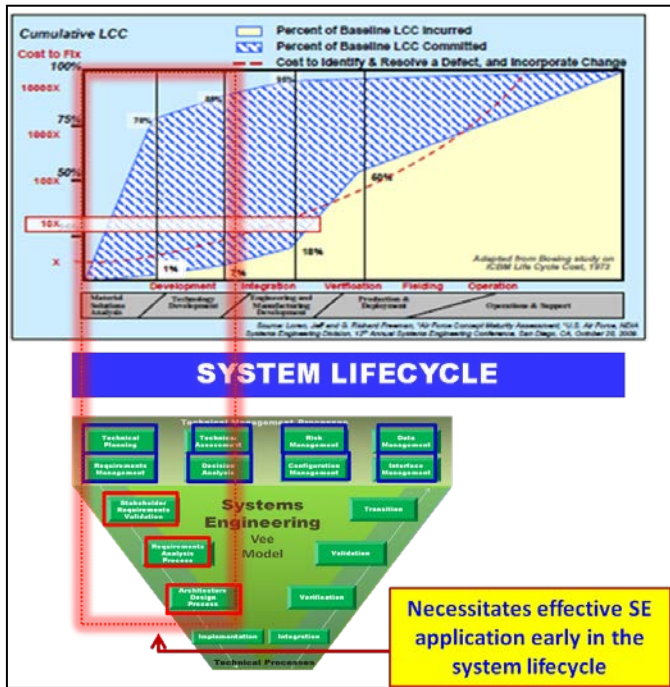 Cumulative LCC
Percent of Baseline LCC Incurred
Percent of Baseline LCC Committed
Cost to Identify & Resolve a Defect, and Incorporate Change
Cost to Fix
100%
10000X
75%
1000X
50%
100X
10X
X
70%
85%
95%
60%
18%
7%
1%
Adapted from Boeing study on
ICBM Life Cycle Cost, 1973
Development Integration Verification Fielding Operation
Material
Solutions
Analysis
Technology
Development
Engineering and
Manufacturing
Development
Production &
Deployment
Operations & Support
Source: Loren, Jeff and G. Richard Freeman, "Air Force Concept Maturity Assessment," U.S. Air Force, NDIA
Systems Engineering Division, 12th Annual Systems Engineering Conference, San Diego, CA, October 28, 2009.
SYSTEM LIFECYCLE
Technical Management Processes
Technical
Planning
Technical
Assessment
Risk
Management
Data
Management
Requirements
Management
Decision
Analysis
Configuration
Management
Interface
Management
Stakeholder
Requirements
Validation
Systems
Engineering
Vee
Model
Transition
Requirements
Analysis
Process
Validation
Architecture
Design
Process
Verification
Implementation
Integration
Technical Processes
Necessitates effective SE
application early in the
system lifecycle